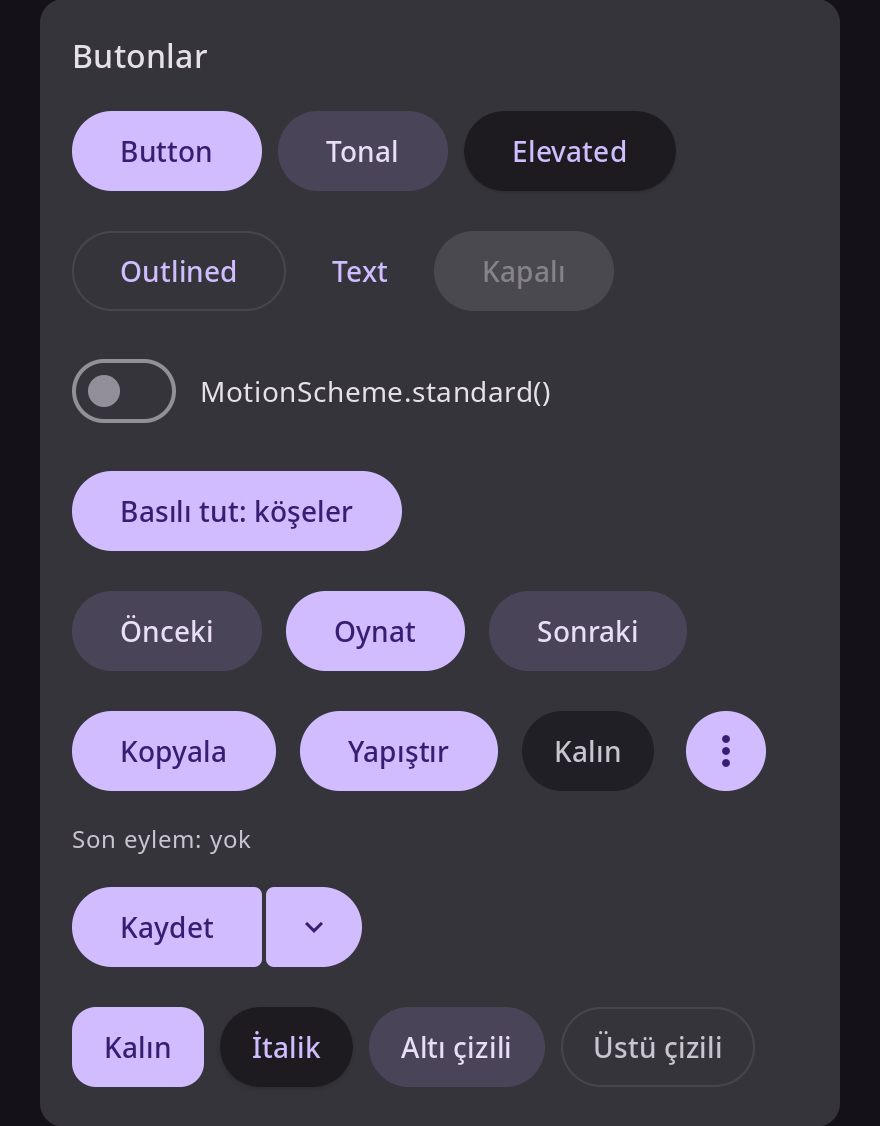 Butonlar
Button Tonal Elevated
Outlined Text Kapalı
MotionScheme.standard()
Basılı tut: köşeler
Önceki Oynat Sonraki
Kopyala Yapıştır Kalın
Son eylem: yok
Kaydet
Kalın İtalik Altı çizili Üstü çizili